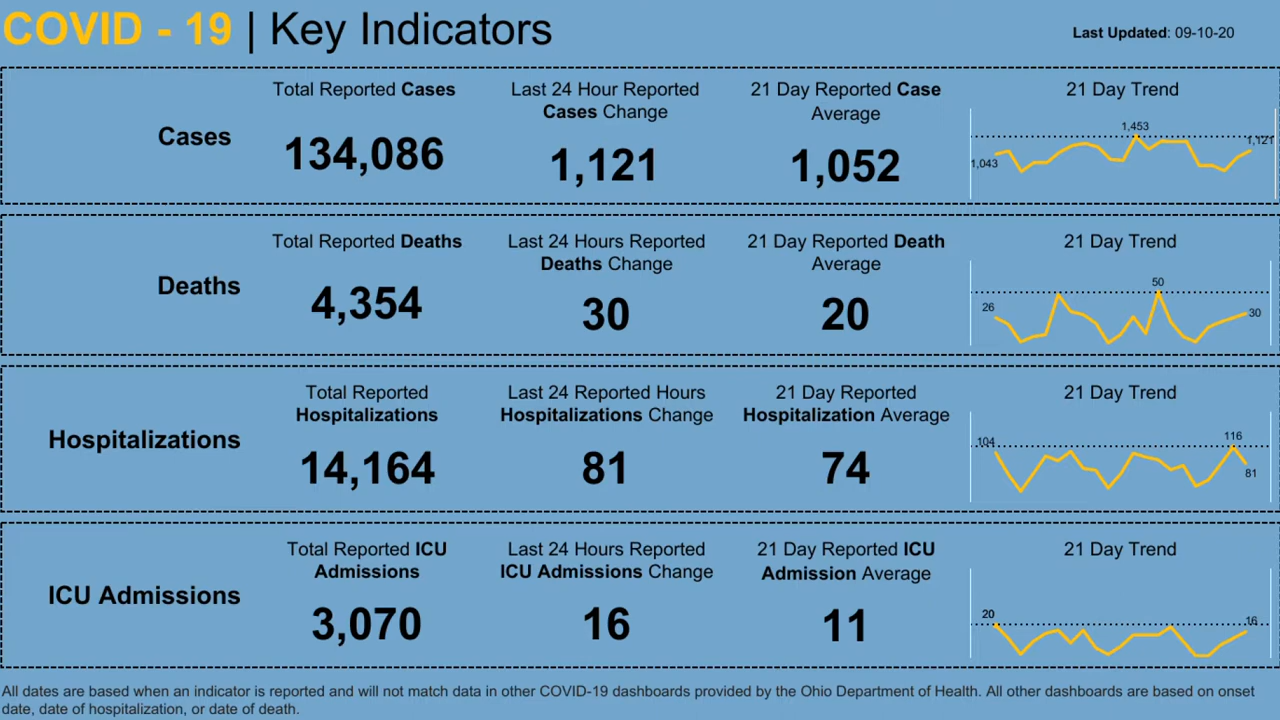 COVID - 19 | Key Indicators
Last Updated: 09-10-20
Cases
Total Reported Cases
134,086
Last 24 Hour Reported
Cases Change
1,121
21 Day Reported Case
Average
1,052
21 Day Trend
1,043
1,453
1,121
Deaths
Total Reported Deaths
4,354
Last 24 Hours Reported
Deaths Change
30
21 Day Reported Death
Average
20
21 Day Trend
26
50
30
Hospitalizations
Total Reported
Hospitalizations
14,164
Last 24 Reported Hours
Hospitalizations Change
81
21 Day Reported
Hospitalization Average
74
21 Day Trend
104
116
81
ICU Admissions
Total Reported ICU
Admissions
3,070
Last 24 Hours Reported
ICU Admissions Change
16
21 Day Reported ICU
Admission Average
11
21 Day Trend
20
16
All dates are based when an indicator is reported and will not match data in other COVID-19 dashboards provided by the Ohio Department of Health. All other dashboards are based on onset
date, date of hospitalization, or date of death.